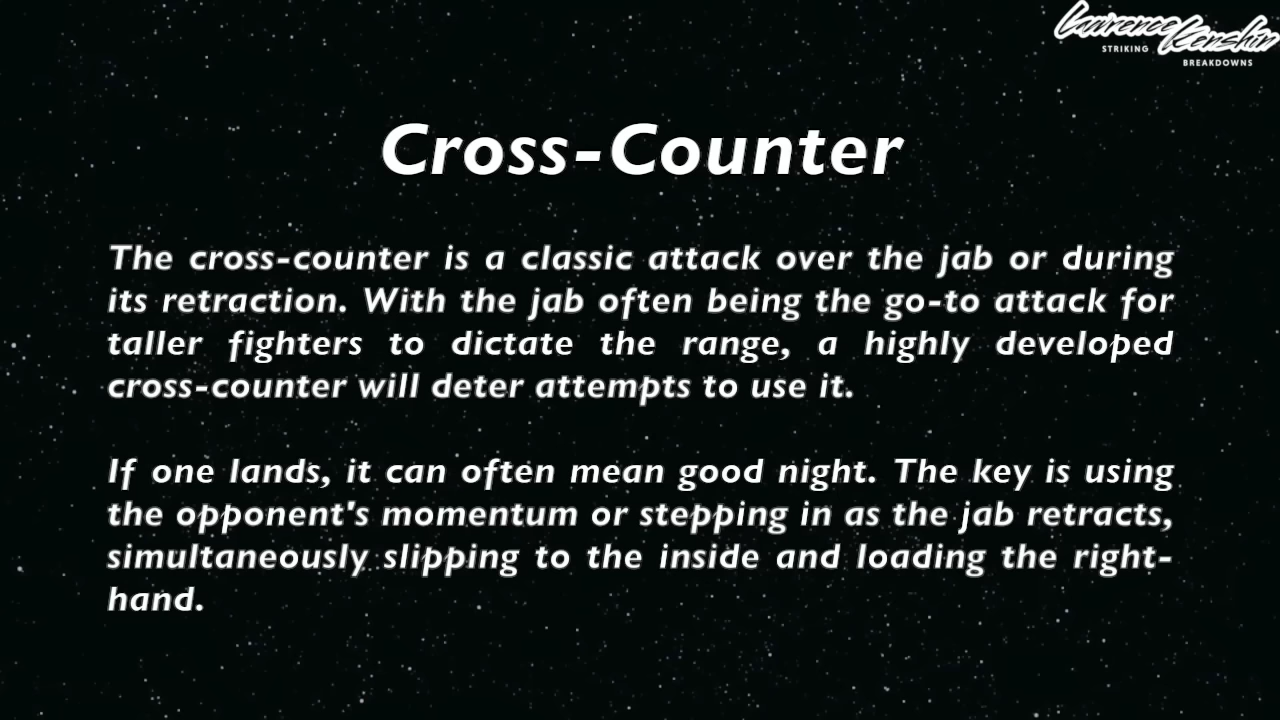 Lawrence Kenshin
STRIKING
BREAKDOWNS
Cross-Counter
The cross-counter is a classic attack over the jab or during
its retraction. With the jab often being the go-to attack for
taller fighters to dictate the range, a highly developed
cross-counter will deter attempts to use it.
If one lands, it can often mean good night. The key is using
the opponent's momentum or stepping in as the jab retracts,
simultaneously slipping to the inside and loading the right-
hand.